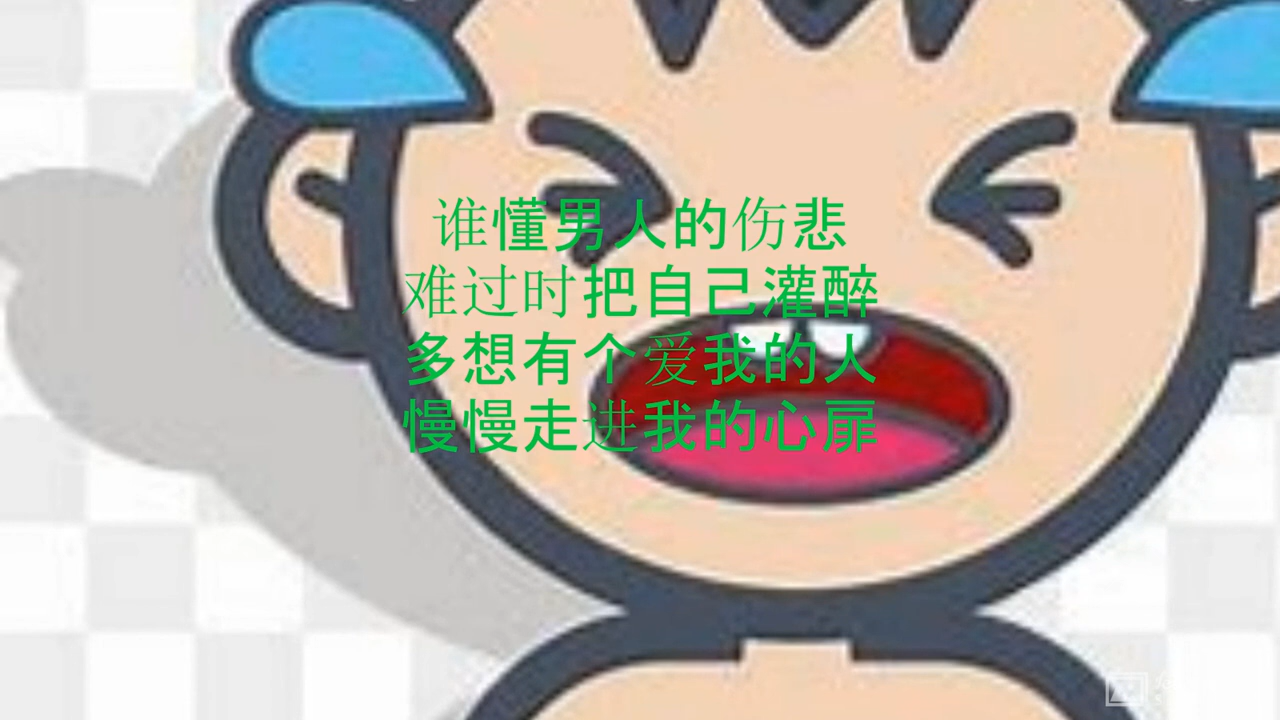 谁懂男人的伤悲
难过时把自己灌醉
多想有个爱我的人
慢慢走进我的心扉